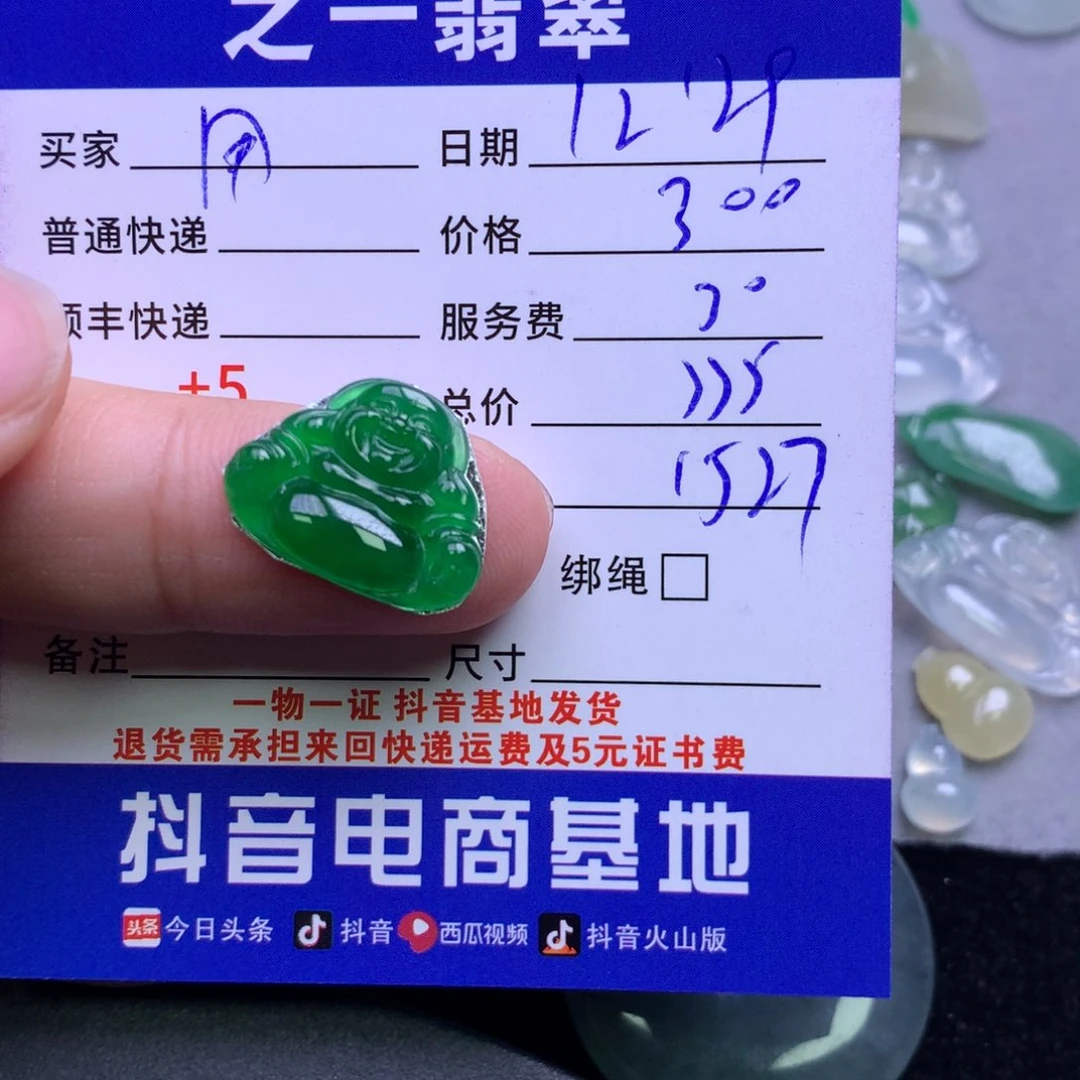 之一翡翠
买家 日期 12 29
普通快递 价格 300
顺丰快递 服务费 30
+5 总价 335
1527
绑绳
备注 尺寸
一物一证 抖音基地发货
退货需承担来回快递运费及5元证书费
抖音电商基地
头条 今日头条 抖音 西瓜视频 抖音火山版